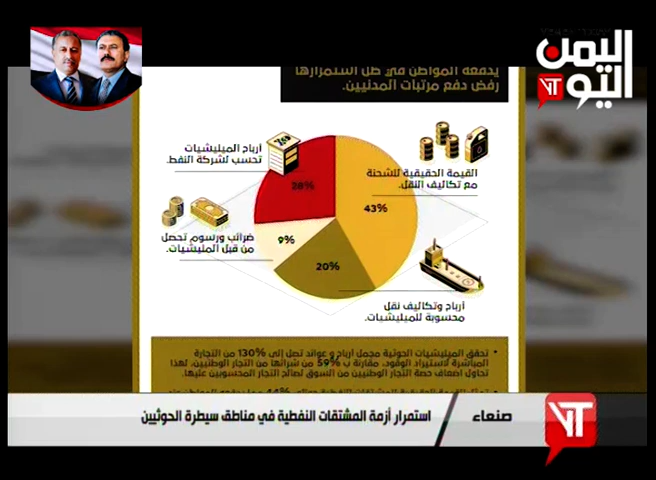 اليمن
اليوم
يدفعه المواطن في ظل استمرارها
رفض دفع مرتبات المدنيين.
أرباح الميليشيات
تحسب لشركة النفط.
28%
القيمة الحقيقية للشحنة
مع تكاليف النقل.
43%
ضرائب ورسوم تحصل
من قبل المليشيات.
9%
20%
أرباح وتكاليف نقل
محسوبة للميليشيات.
• تحقق الميليشيات الحوثية مجمل أرباح و عوائد تصل إلى 130% من التجارة
المباشرة لاستيراد الوقود، مقارنة ب 59% من شرائها من التجار الوطنيين، لهذا
تحاول إضعاف حصة التجار الوطنيين من السوق لصالح التجار المحسوبين عليها.
44%
صنعاء / استمرار أزمة المشتقات النفطية في مناطق سيطرة الحوثيين